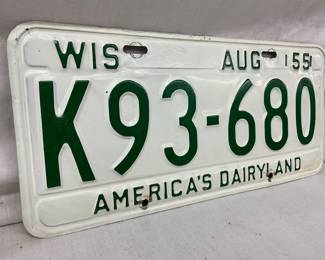 WIS AUG 55
K93-680
AMERICA'S DAIRYLAND